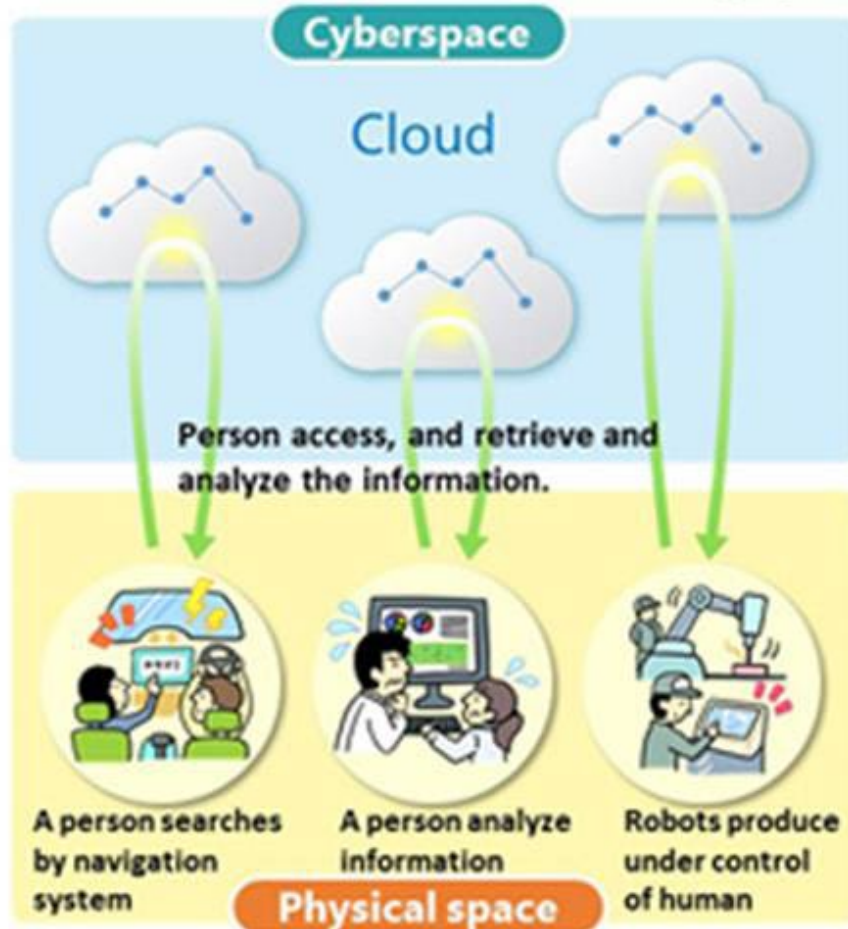 Cyberspace
Cloud
Person access, and retrieve and
analyze the information.
A person searches
by navigation
system
A person analyze
information
Robots produce
under control
of human
Physical space